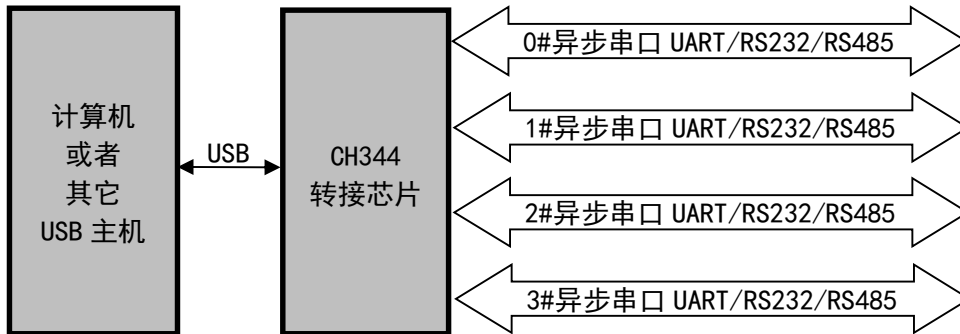 计算机
或者
其它
USB 主机
USB
CH344
转接芯片
0#异步串口 UART/RS232/RS485
1#异步串口 UART/RS232/RS485
2#异步串口 UART/RS232/RS485
3#异步串口 UART/RS232/RS485